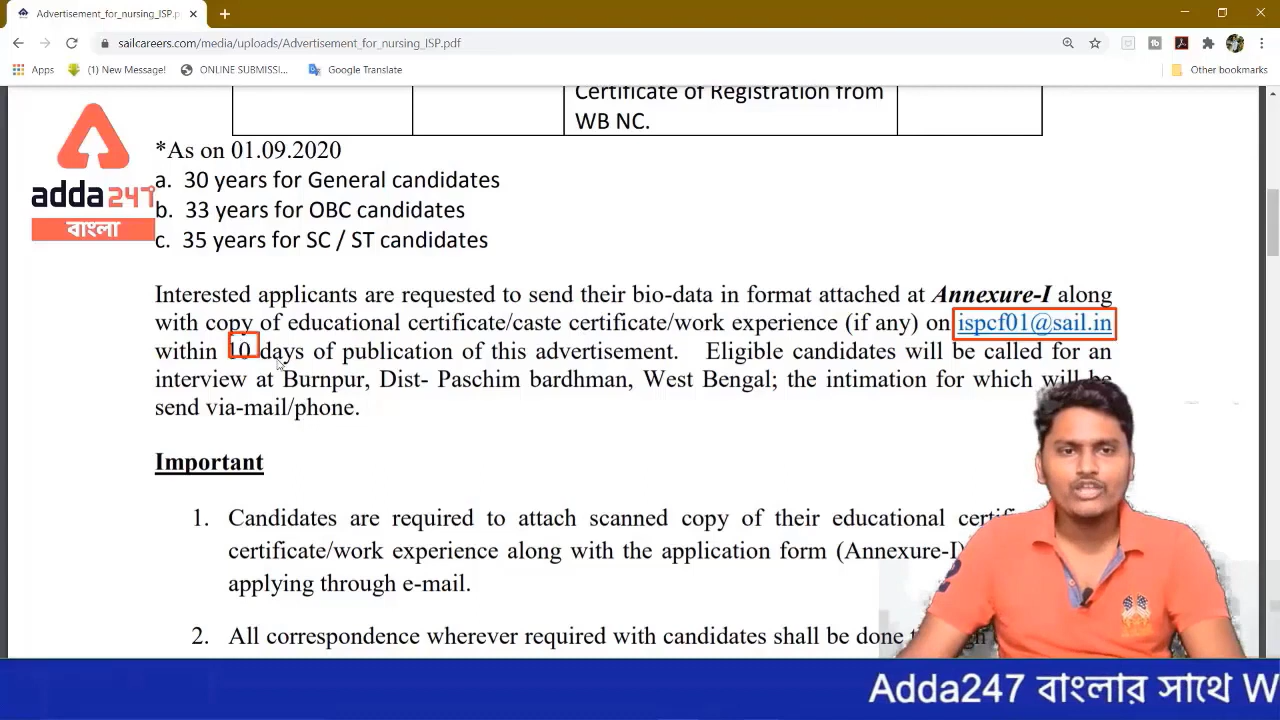 Advertisement_for_nursing_ISP.p
sailcareers.com/media/uploads/Advertisement_for_nursing_ISP.pdf
Apps (1) New Message! ONLINE SUBMISSI... Google Translate Other bookmarks
Certificate of Registration from
WB NC.
adda247
বাংলা
*As on 01.09.2020
a. 30 years for General candidates
b. 33 years for OBC candidates
c. 35 years for SC / ST candidates
Interested applicants are requested to send their bio-data in format attached at Annexure-I along
with copy of educational certificate/caste certificate/work experience (if any) on ispcf01@sail.in
within 10 days of publication of this advertisement. Eligible candidates will be called for an
interview at Burnpur, Dist- Paschim bardhman, West Bengal; the intimation for which will be
send via-mail/phone.
Important
1. Candidates are required to attach scanned copy of their educational
certificate/work experience along with the application form (Annexure-I)
applying through e-mail.
2. All correspondence wherever required with candidates shall be done
Adda247 বাংলার সাথে W